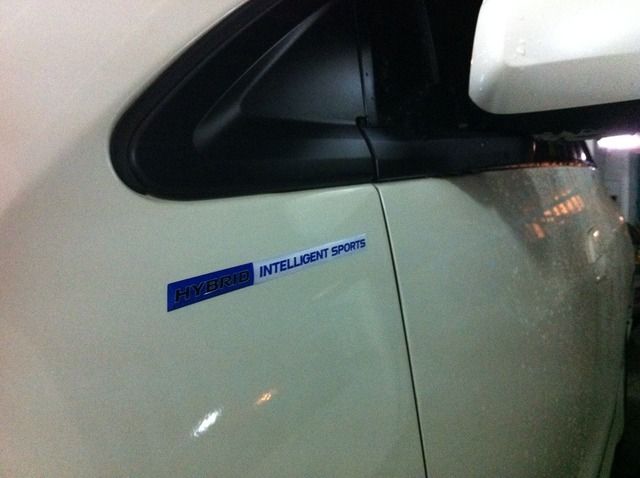 HYBRID INTELLIGENT SPORTS